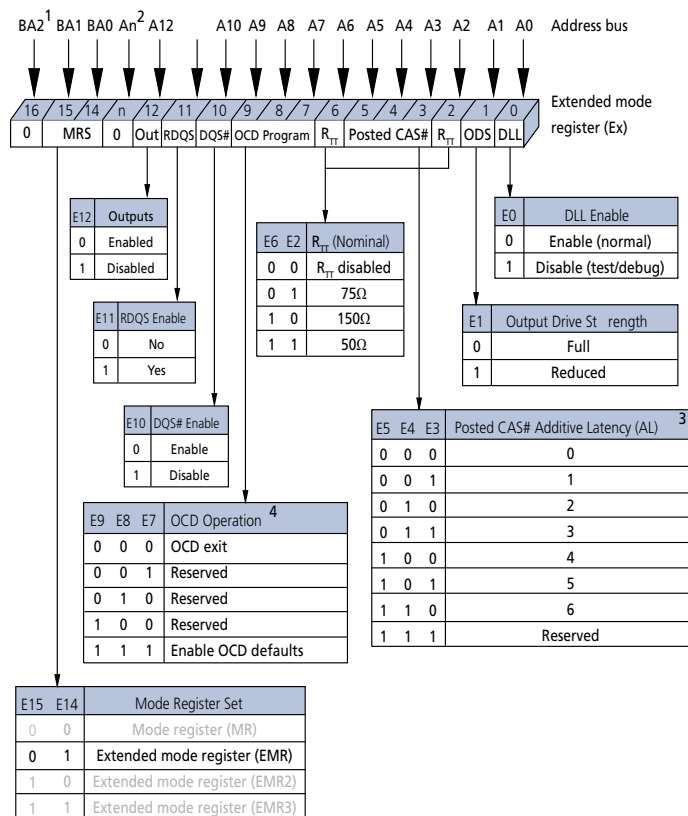 BA2¹ BA1 BA0 An² A12 A10 A9 A8 A7 A6 A5 A4 A3 A2 A1 A0 Address bus
16 15 14 n 12 11 10 9 8 7 6 5 4 3 2 1 0 Extended mode
register (Ex)
0 MRS 0 Out RDQS DQS# OCD Program RTT Posted CAS# RTT ODS DLL
E12 Outputs
0 Enabled
1 Disabled
E11 RDQS Enable
0 No
1 Yes
E10 DQS# Enable
0 Enable
1 Disable
E6 E2 RTT (Nominal)
0 0 RTT disabled
0 1 75Ω
1 0 150Ω
1 1 50Ω
E0 DLL Enable
0 Enable (normal)
1 Disable (test/debug)
E1 Output Drive St rength
0 Full
1 Reduced
E5 E4 E3 Posted CAS# Additive Latency (AL) 3
0 0 0 0
0 0 1 1
0 1 0 2
0 1 1 3
1 0 0 4
1 0 1 5
1 1 0 6
1 1 1 Reserved
E9 E8 E7 OCD Operation 4
0 0 0 OCD exit
0 0 1 Reserved
0 1 0 Reserved
1 0 0 Reserved
1 1 1 Enable OCD defaults
E15 E14 Mode Register Set
0 0 Mode register (MR)
0 1 Extended mode register (EMR)
1 0 Extended mode register (EMR2)
1 1 Extended mode register (EMR3)